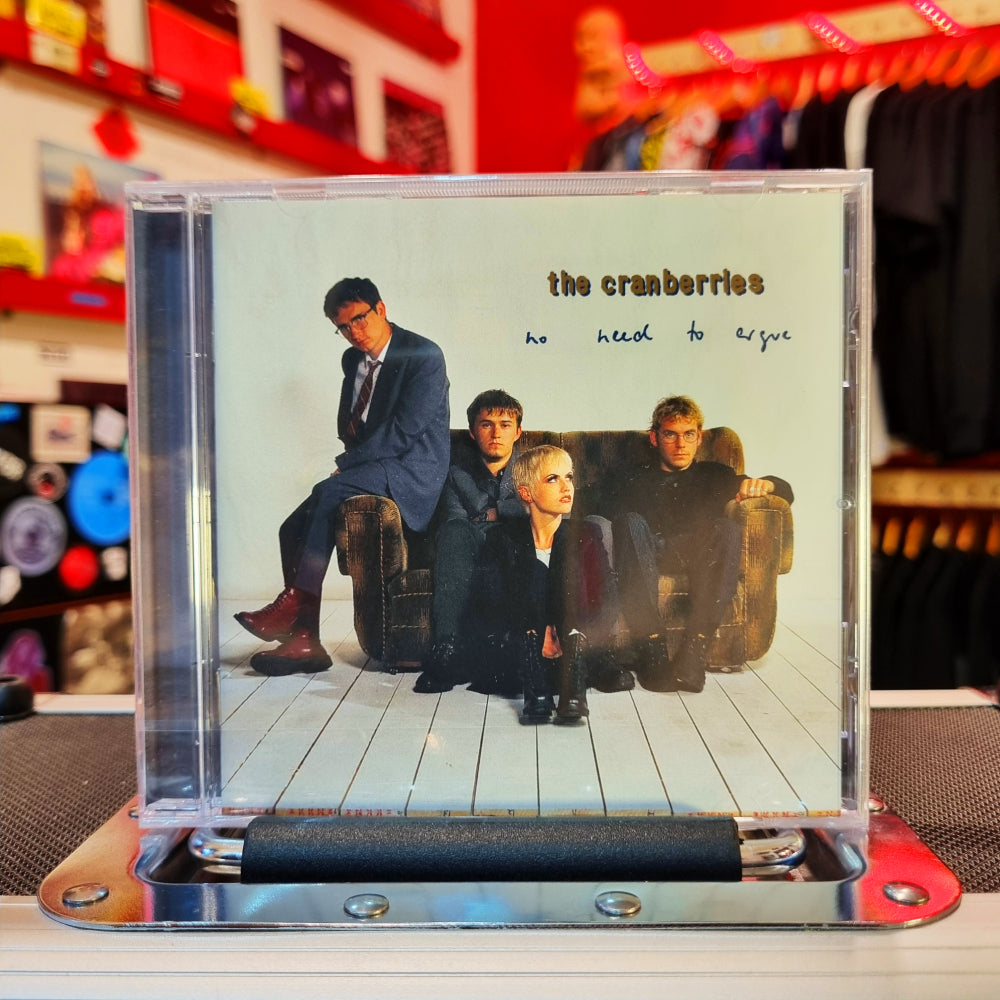 the cranberries
no need to argue